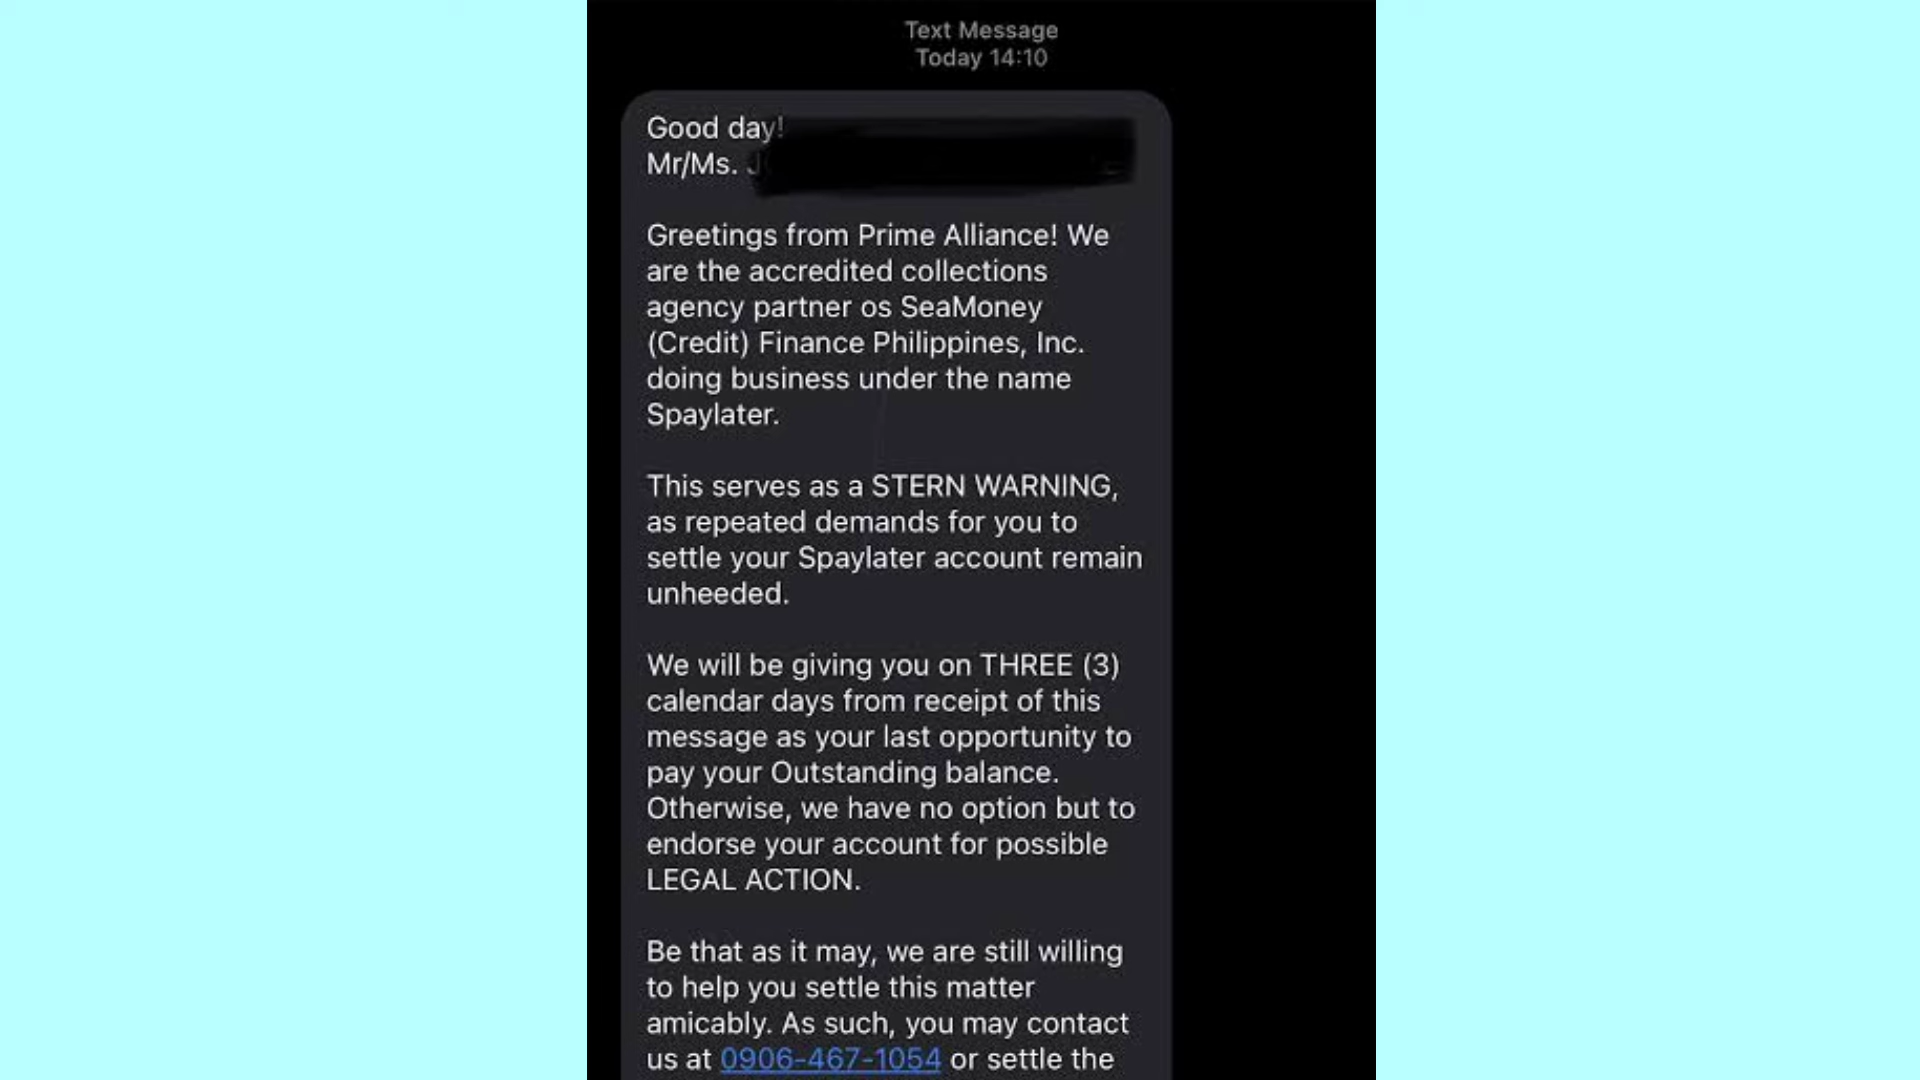 Text Message
Today 14:10
Good day!
Mr/Ms.
Greetings from Prime Alliance! We
are the accredited collections
agency partner os SeaMoney
(Credit) Finance Philippines, Inc.
doing business under the name
Spaylater.
This serves as a STERN WARNING,
as repeated demands for you to
settle your Spaylater account remain
unheeded.
We will be giving you on THREE (3)
calendar days from receipt of this
message as your last opportunity to
pay your Outstanding balance.
Otherwise, we have no option but to
endorse your account for possible
LEGAL ACTION.
Be that as it may, we are still willing
to help you settle this matter
amicably. As such, you may contact
us at 0906-467-1054 or settle the